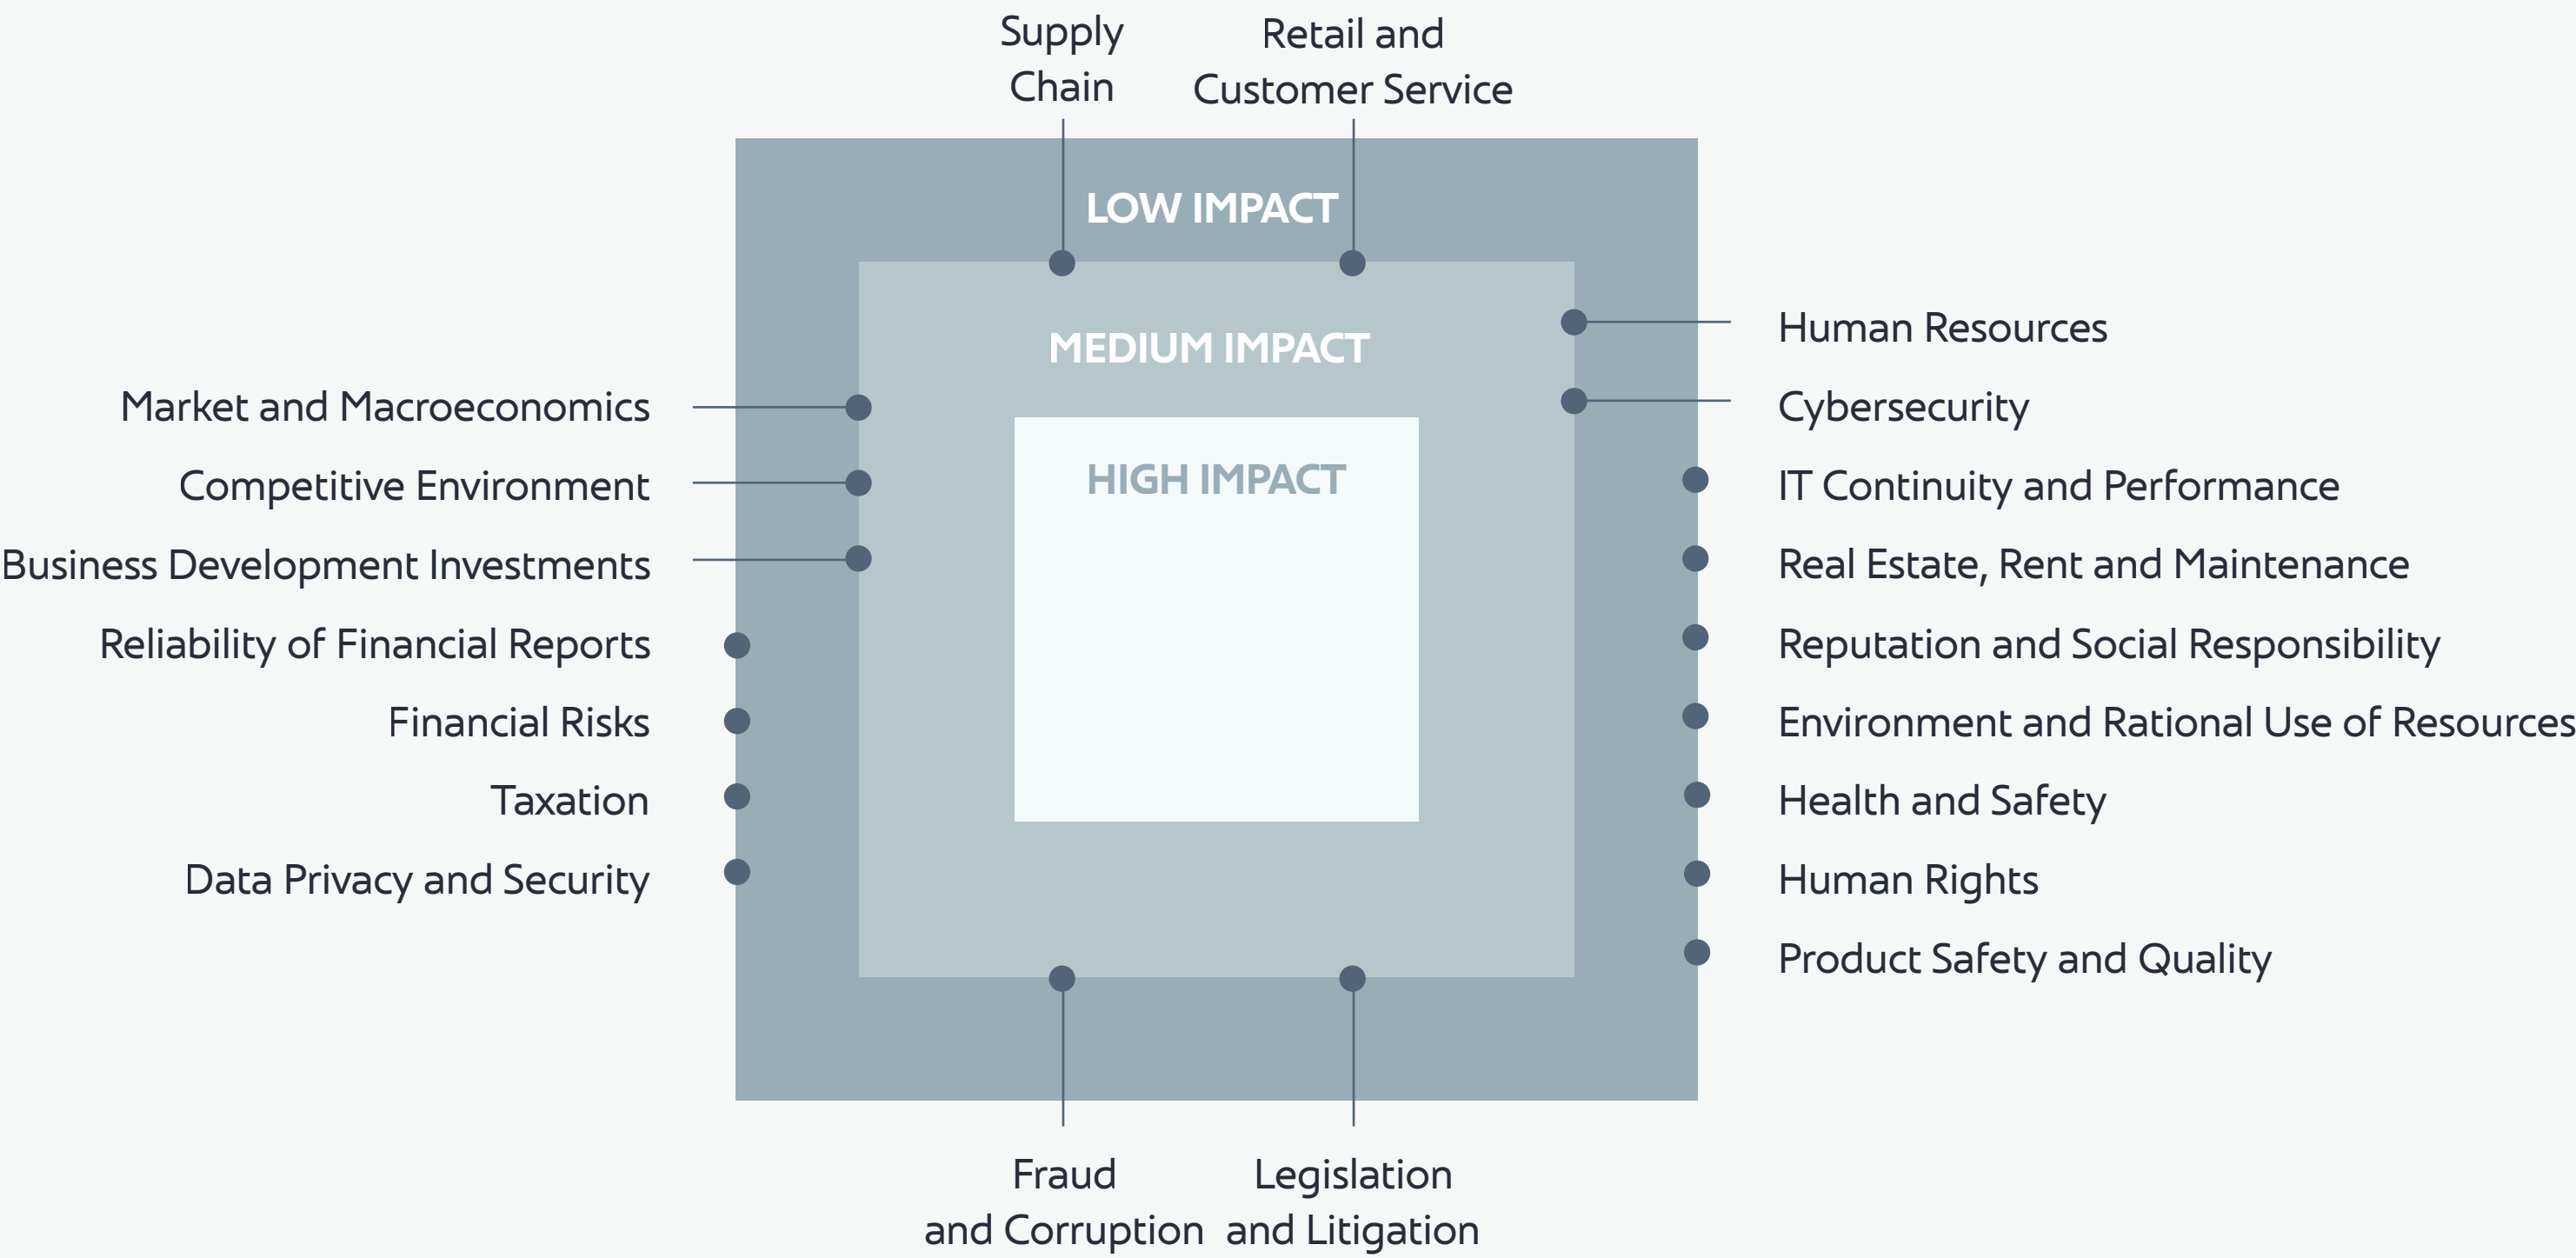 Supply
Chain
Retail and
Customer Service
LOW IMPACT
MEDIUM IMPACT
HIGH IMPACT
Market and Macroeconomics
Competitive Environment
Business Development Investments
Reliability of Financial Reports
Financial Risks
Taxation
Data Privacy and Security
Human Resources
Cybersecurity
IT Continuity and Performance
Real Estate, Rent and Maintenance
Reputation and Social Responsibility
Environment and Rational Use of Resources
Health and Safety
Human Rights
Product Safety and Quality
Fraud
and Corruption
Legislation
and Litigation